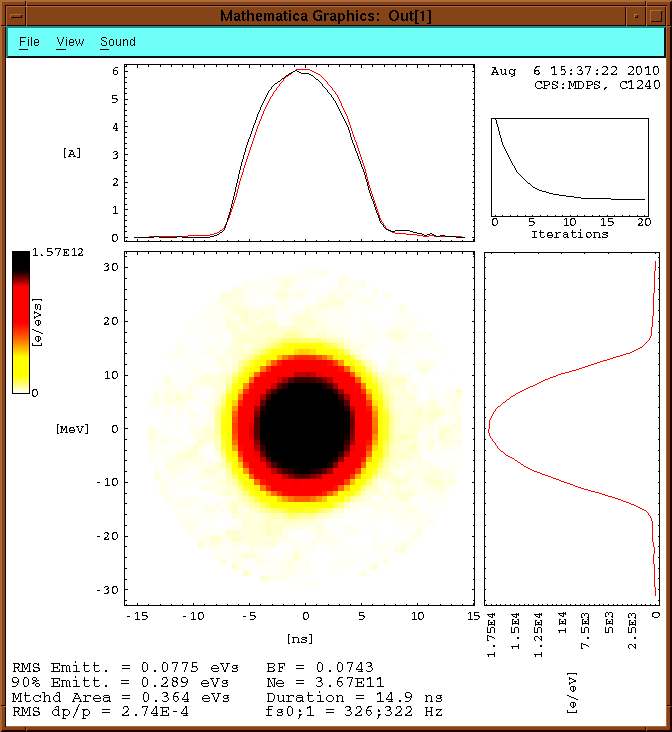 Mathematica Graphics: Out[1]
File View Sound
Aug 6 15:37:22 2010
CPS:MDPS, C1240
6
5
4
[A]
3
2
1
0
0 5 10 15 20
Iterations
1.57E12
[e/eVs]
0
30
20
10
[MeV] 0
-10
-20
-30
-15 -10 -5 0 5 10 15
[ns]
1.75E4 1.5E4 1.25E4 1E4 7.5E3 5E3 2.5E3 0
[e/eV]
RMS Emitt. = 0.0775 eVs BF = 0.0743
90% Emitt. = 0.289 eVs Ne = 3.67E11
Mtchd Area = 0.364 eVs Duration = 14.9 ns
RMS dp/p = 2.74E-4 fs0;1 = 326;322 Hz